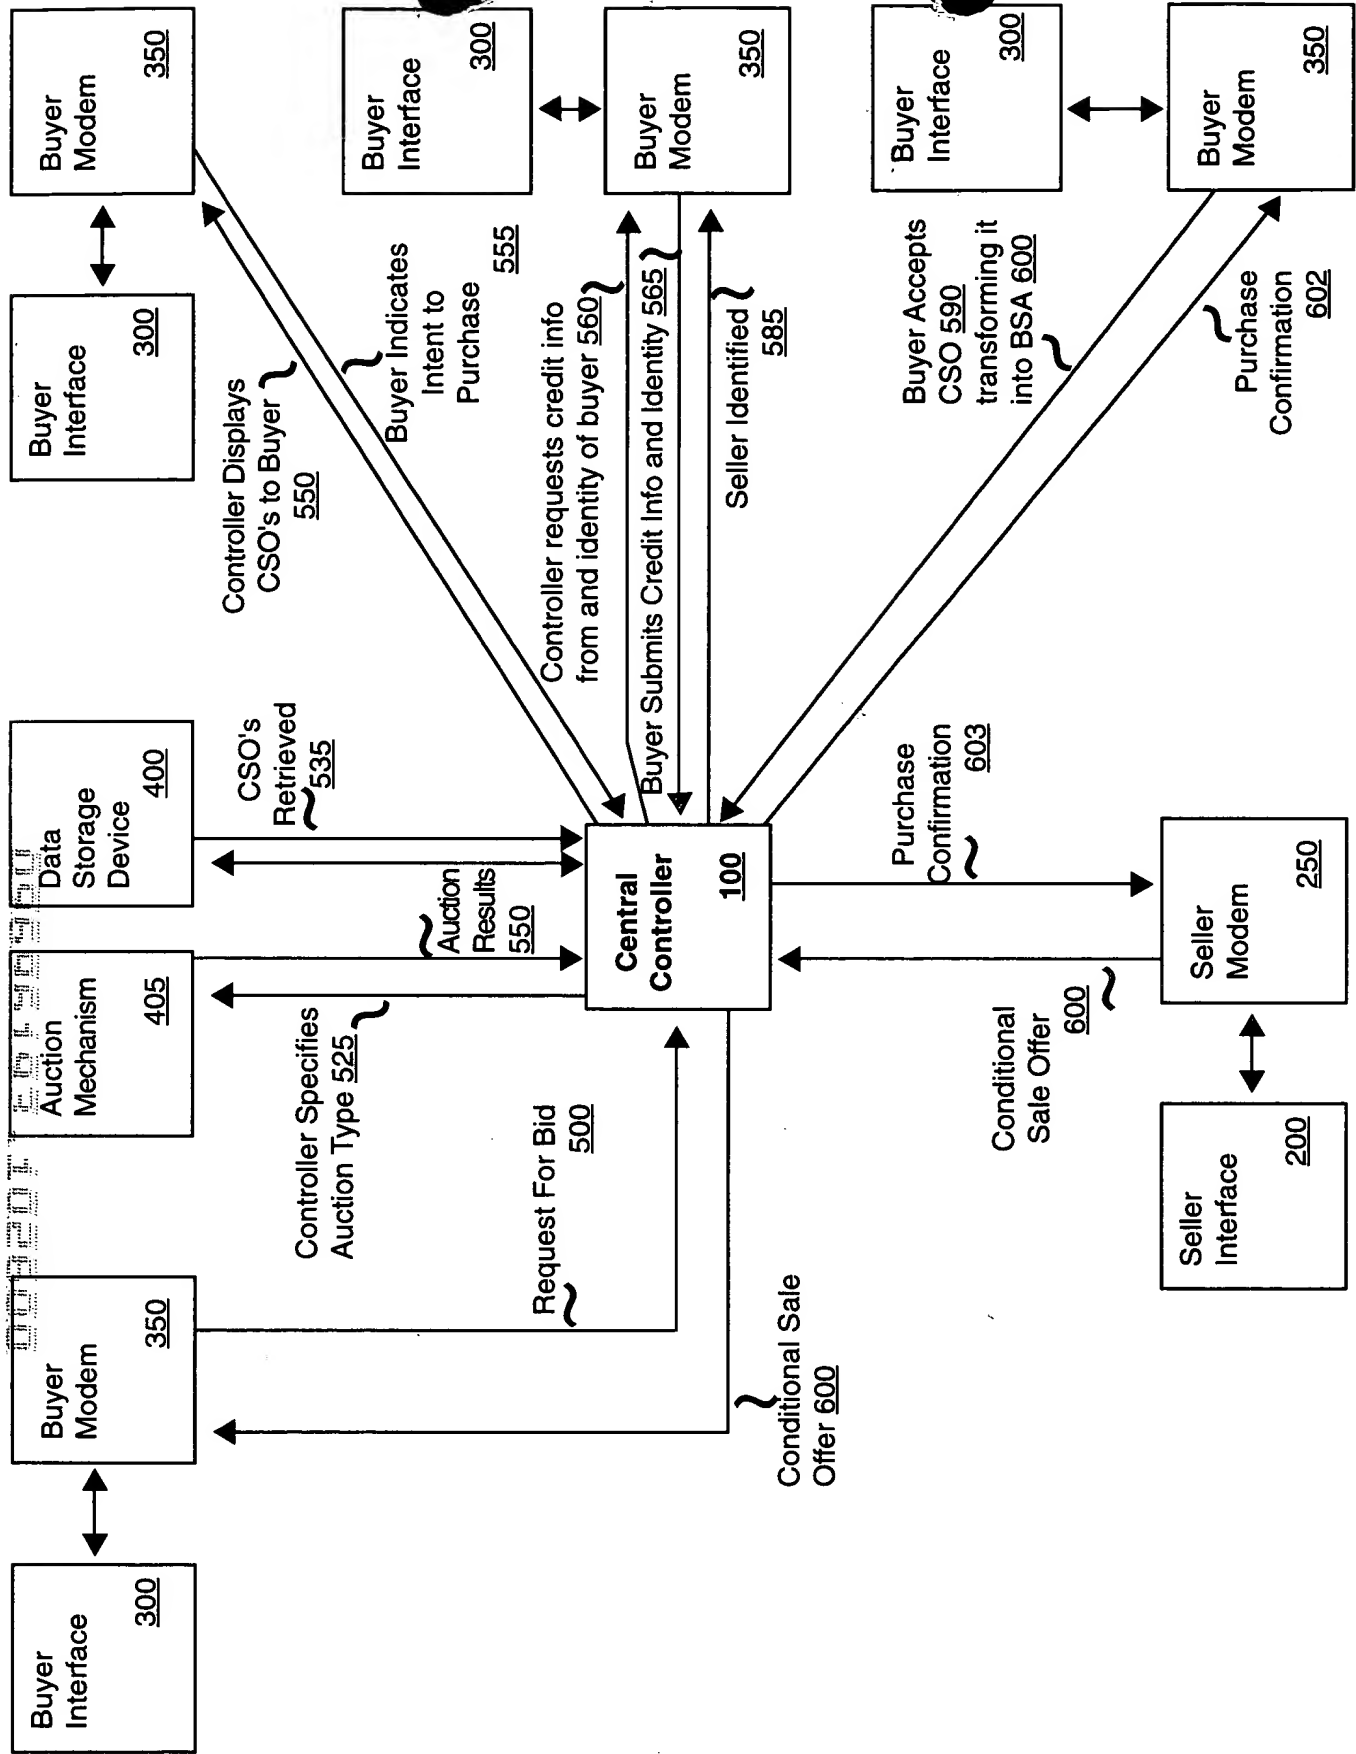 Buyer
Interface
300
Buyer
Modem
350
Auction
Mechanism
405
Data
Storage
Device
400
Buyer
Interface
300
Buyer
Modem
350
Controller Specifies
Auction Type 525
Auction
Results
550
CSO's
Retrieved
535
Controller Displays
CSO's to Buyer
550
Buyer Indicates
Intent to
Purchase
555
Buyer
Interface
300
Request For Bid
500
Controller requests credit info
from and identity of buyer 560
Buyer Submits Credit Info and Identity 565
Seller Identified
585
Buyer
Modem
350
Central
Controller
100
Conditional Sale
Offer 600
Conditional
Sale Offer
600
Purchase
Confirmation
603
Buyer Accepts
CSO 590
transforming it
into BSA 600
Buyer
Interface
300
Purchase
Confirmation
602
Seller
Interface
200
Seller
Modem
250
Buyer
Modem
350